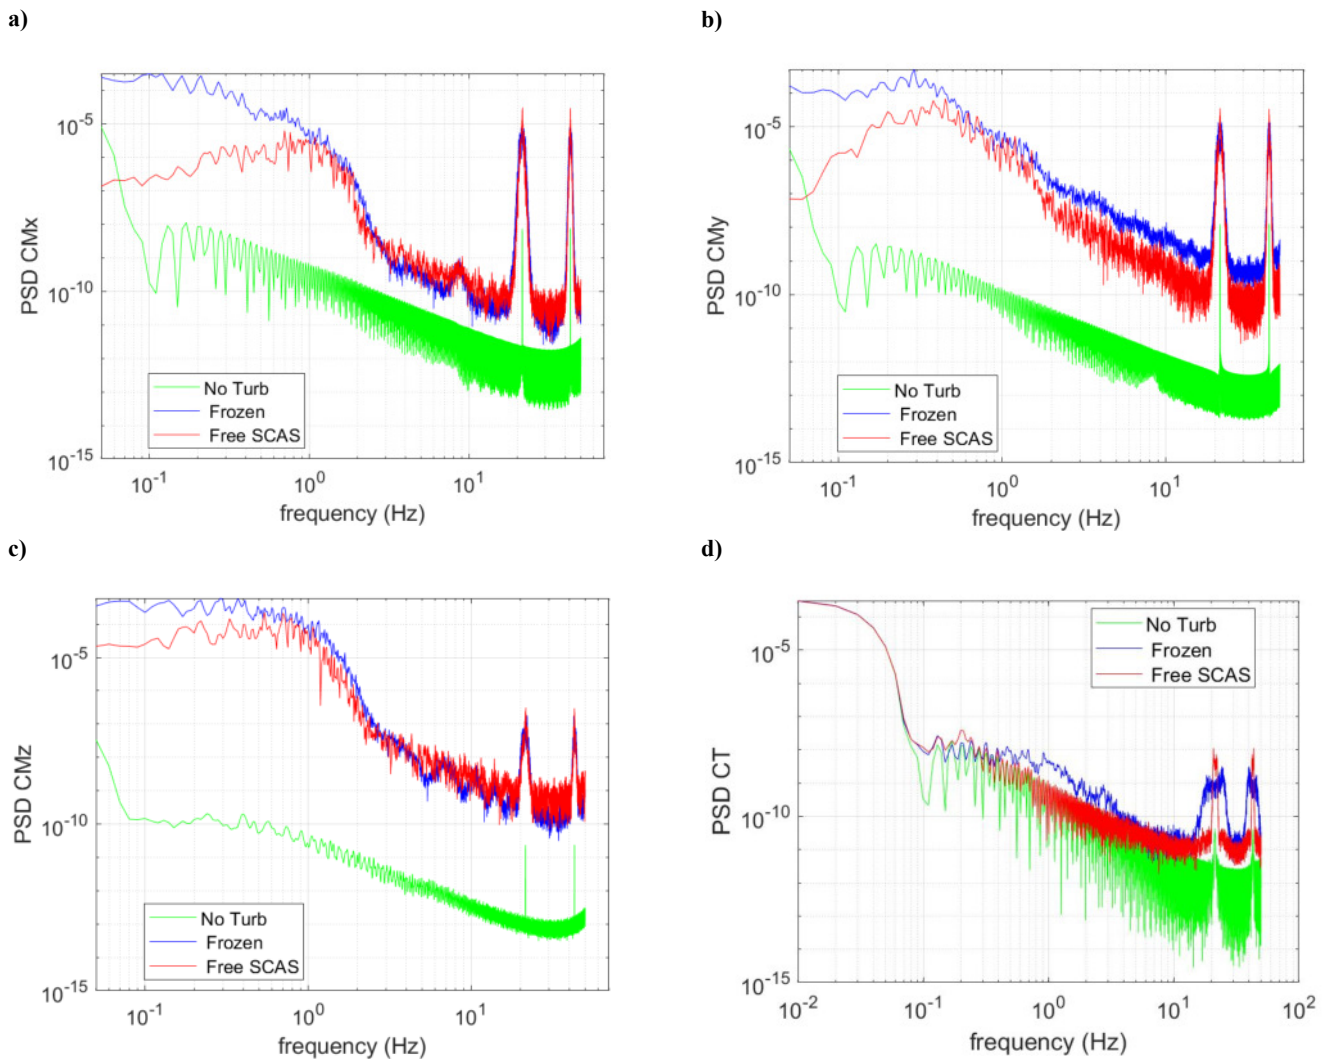 a)
b)
PSD CMx
10^-5
10^-10
10^-15
No Turb
Frozen
Free SCAS
10^-1
10^0
10^1
frequency (Hz)
PSD CMy
10^-5
10^-10
10^-15
No Turb
Frozen
Free SCAS
10^-1
10^0
10^1
frequency (Hz)
c)
d)
PSD CMz
10^-5
10^-10
10^-15
No Turb
Frozen
Free SCAS
10^-1
10^0
10^1
frequency (Hz)
PSD CT
10^-5
10^-10
10^-15
No Turb
Frozen
Free SCAS
10^-2
10^-1
10^0
10^1
10^2
frequency (Hz)